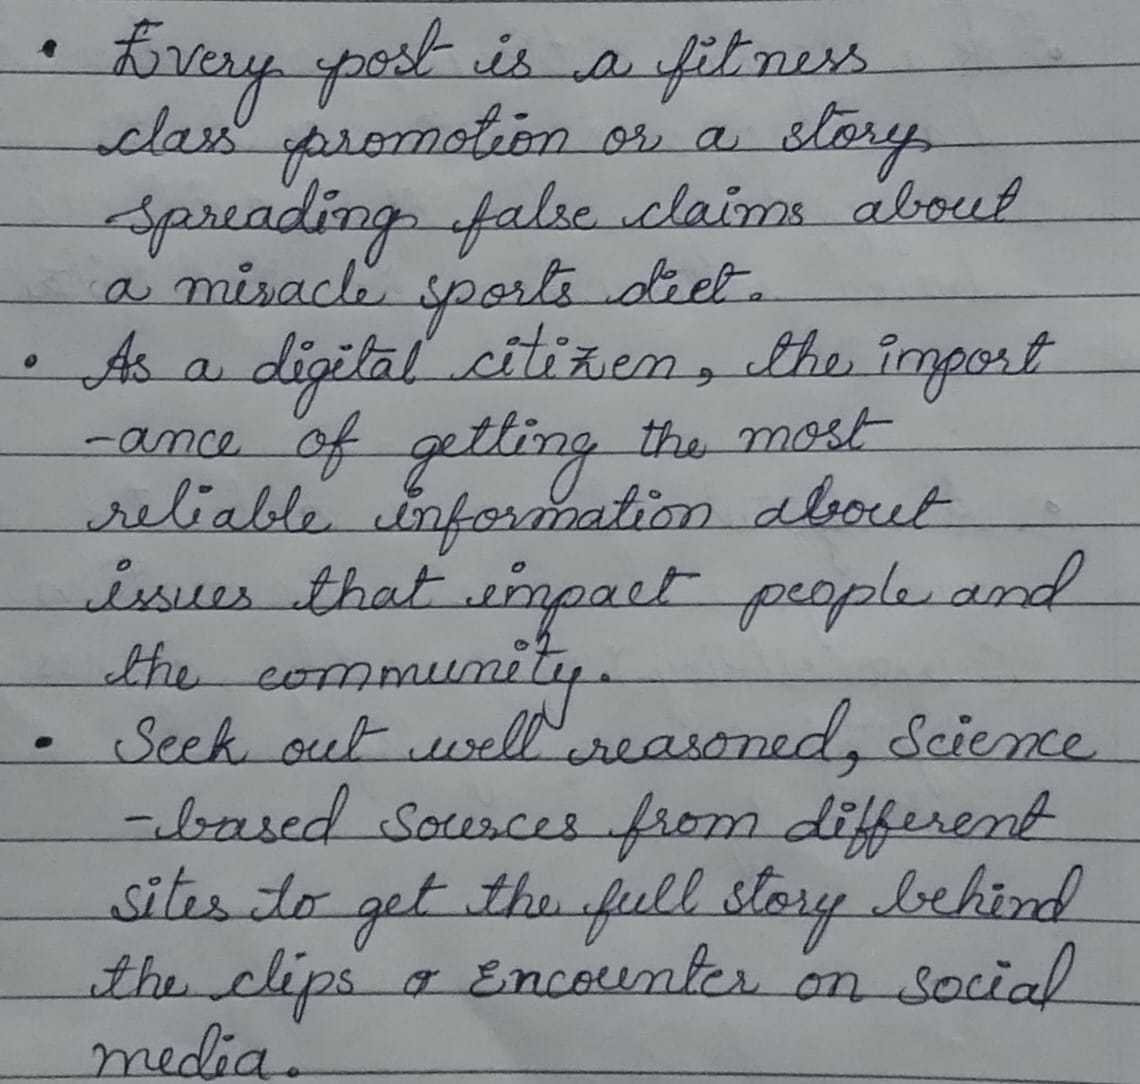 • Every post is a fitness
class promotion or a story
spreading false claims about
a miracle sports diet.
• As a digital citizen, the import
-ance of getting the most
reliable information about
issues that impact people and
the community.
• Seek out well reasoned, Science
-based Sources from different
sites to get the full story behind
the clips or Encounter on social
media.